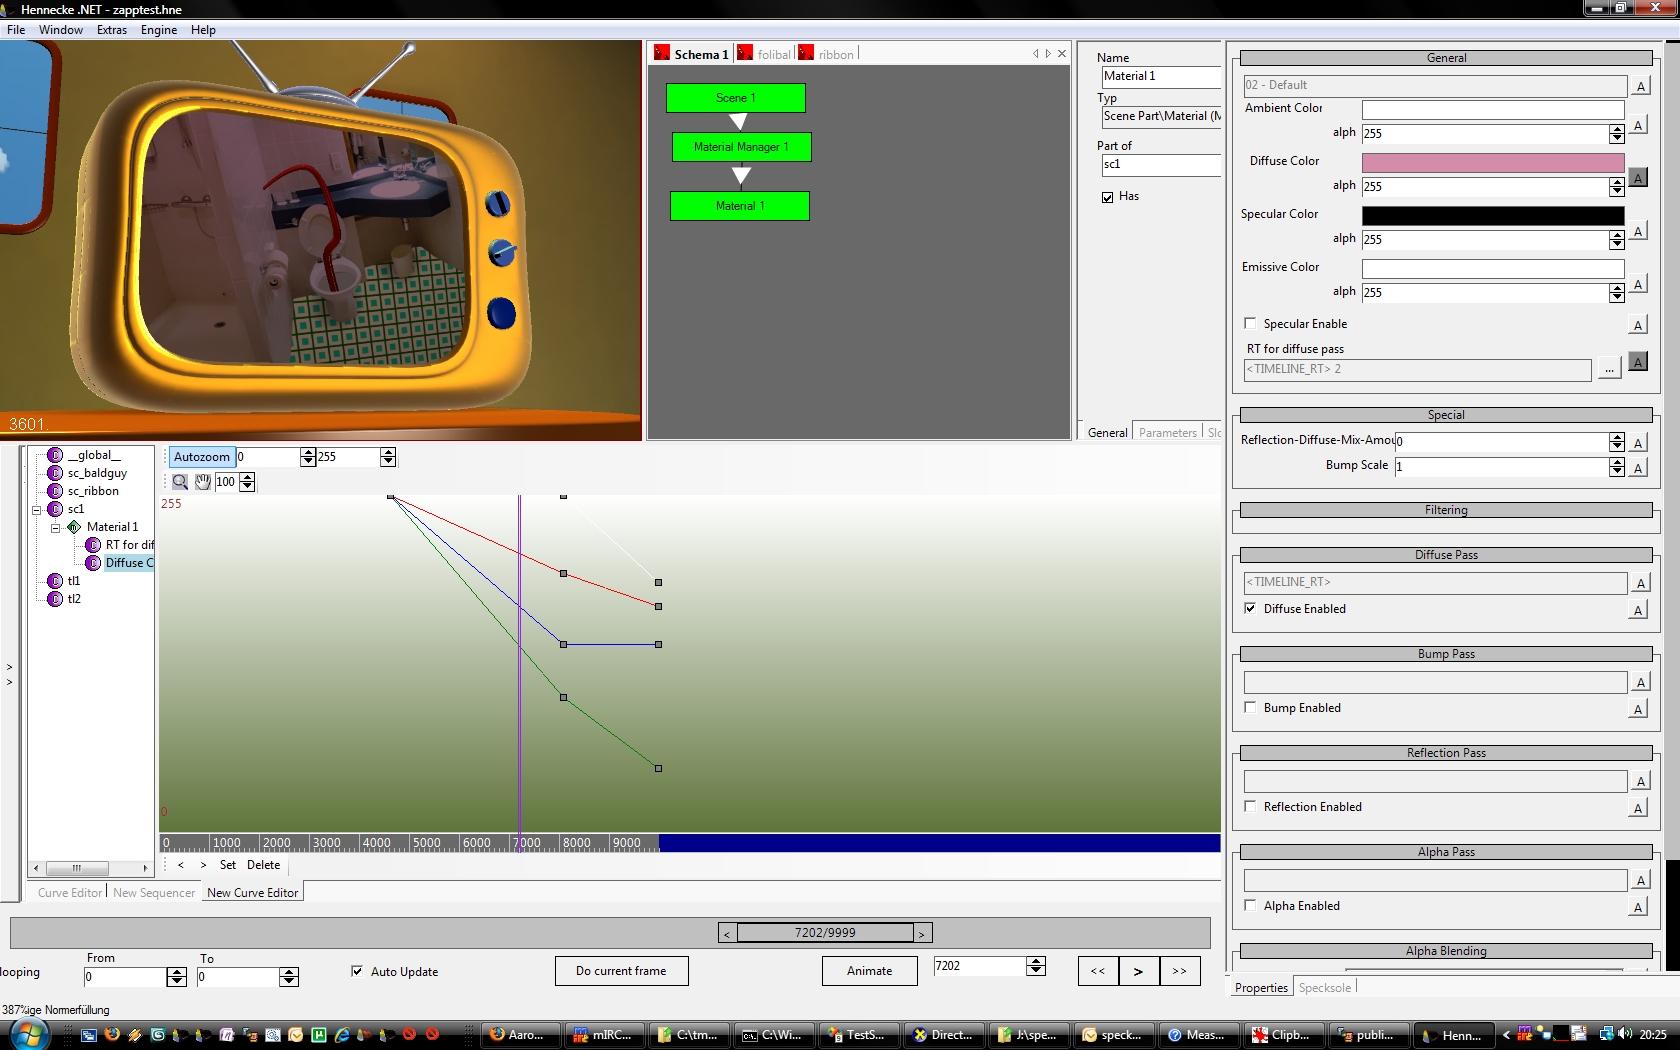 Hennecke .NET - zapptest.hne
File Window Extras Engine Help
3601.
Schema 1 folibal ribbon
Scene 1
Material Manager 1
Material 1
Name
Material 1
Typ
Scene Part\Material (M
Part of
sc1
Has
General Parameters Slo
General
02 - Default A
Ambient Color
alph 255 A
Diffuse Color
alph 255 A
Specular Color
alph 255 A
Emissive Color
alph 255 A
Specular Enable A
RT for diffuse pass
<TIMELINE_RT> 2 ... A
Special
Reflection-Diffuse-Mix-Amou 0 A
Bump Scale 1 A
Filtering
Diffuse Pass
<TIMELINE_RT> A
Diffuse Enabled A
Bump Pass
A
Bump Enabled A
Reflection Pass
A
Reflection Enabled A
Alpha Pass
A
Alpha Enabled A
Alpha Blending
Properties Specksole
__global__
sc_baldguy
sc_ribbon
sc1
Material 1
RT for dif
Diffuse C
tl1
tl2
Autozoom 0 255
100
255
0
0 1000 2000 3000 4000 5000 6000 7000 8000 9000
< > Set Delete
Curve Editor New Sequencer New Curve Editor
< 7202/9999 >
looping
From
0
To
0
Auto Update
Do current frame
Animate
7202
<< > >>
387%ige Normerfüllung
Aaro... mIRC... C:\tm... C:\Wi... TestS... Direct... J:\spe... speck... Meas... Clipb... publi... Henn... < 20:25